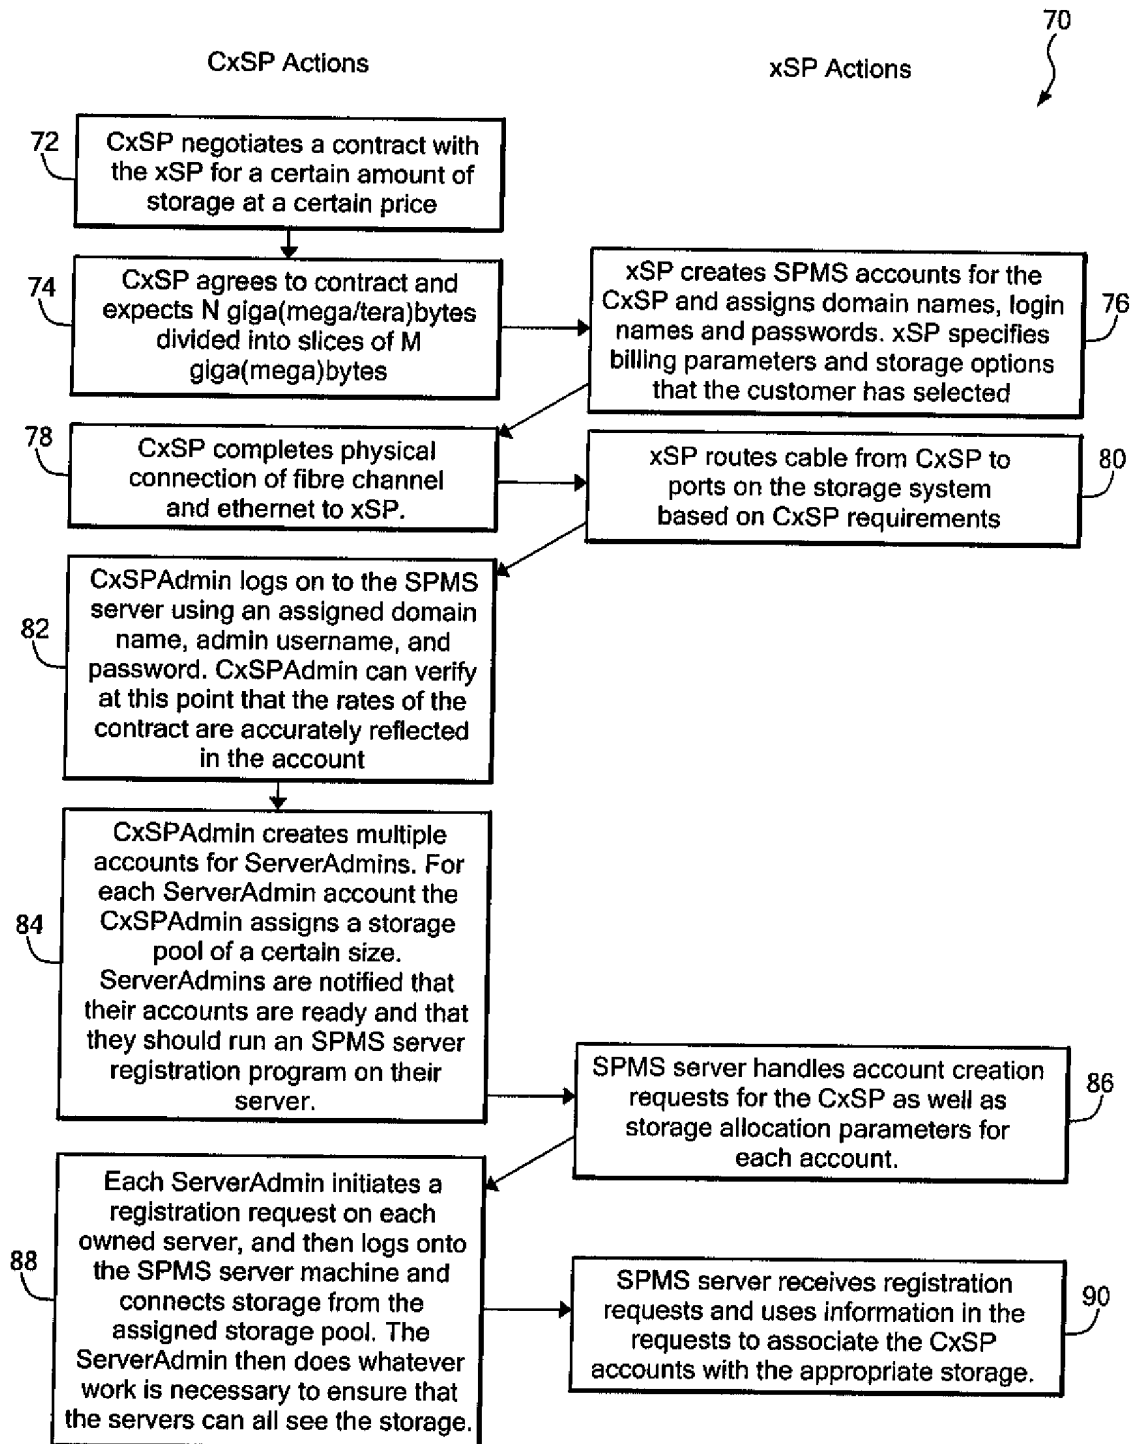 70
CxSP Actions
xSP Actions
72
CxSP negotiates a contract with
the xSP for a certain amount of
storage at a certain price
74
CxSP agrees to contract and
expects N giga(mega/tera)bytes
divided into slices of M
giga(mega)bytes
xSP creates SPMS accounts for the
CxSP and assigns domain names, login
names and passwords. xSP specifies
billing parameters and storage options
that the customer has selected
76
78
CxSP completes physical
connection of fibre channel
and ethernet to xSP.
xSP routes cable from CxSP to
ports on the storage system
based on CxSP requirements
80
82
CxSPAdmin logs on to the SPMS
server using an assigned domain
name, admin username, and
password. CxSPAdmin can verify
at this point that the rates of the
contract are accurately reflected
in the account
84
CxSPAdmin creates multiple
accounts for ServerAdmins. For
each ServerAdmin account the
CxSPAdmin assigns a storage
pool of a certain size.
ServerAdmins are notified that
their accounts are ready and that
they should run an SPMS server
registration program on their
server.
SPMS server handles account creation
requests for the CxSP as well as
storage allocation parameters for
each account.
86
88
Each ServerAdmin initiates a
registration request on each
owned server, and then logs onto
the SPMS server machine and
connects storage from the
assigned storage pool. The
ServerAdmin then does whatever
work is necessary to ensure that
the servers can all see the storage.
SPMS server receives registration
requests and uses information in the
requests to associate the CxSP
accounts with the appropriate storage.
90